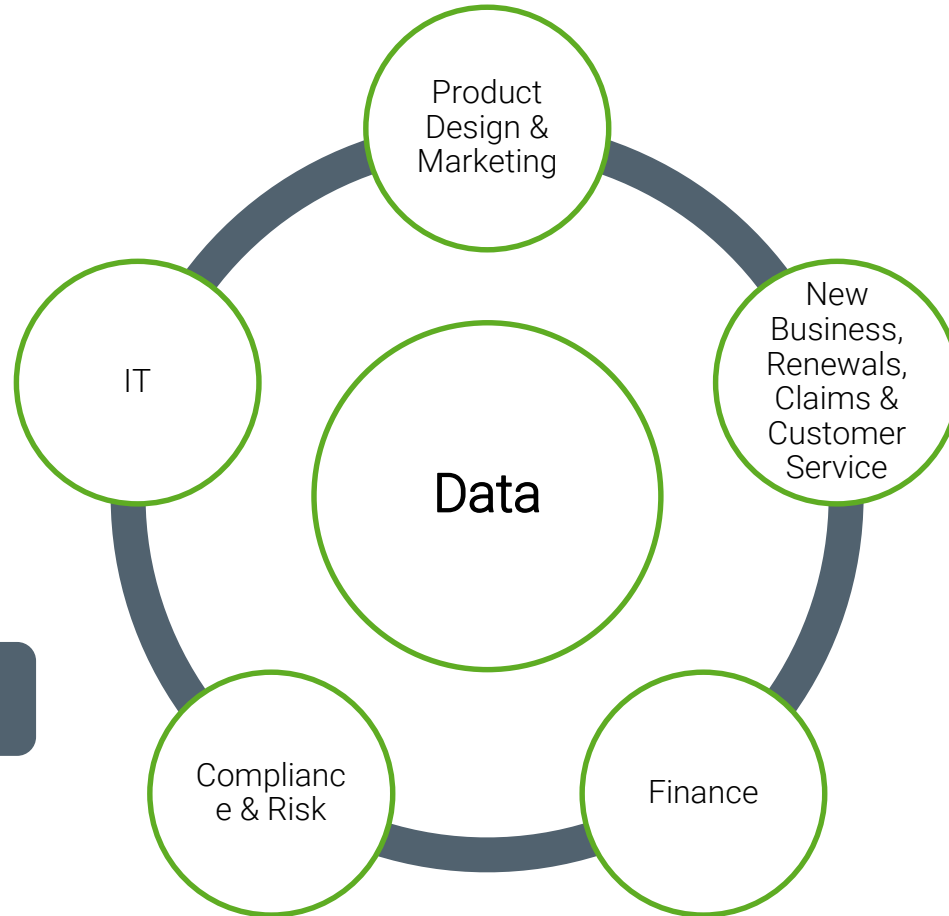 Product
Design &
Marketing
New
Business,
Renewals,
Claims &
Customer
Service
IT
Data
Complianc
e & Risk
Finance